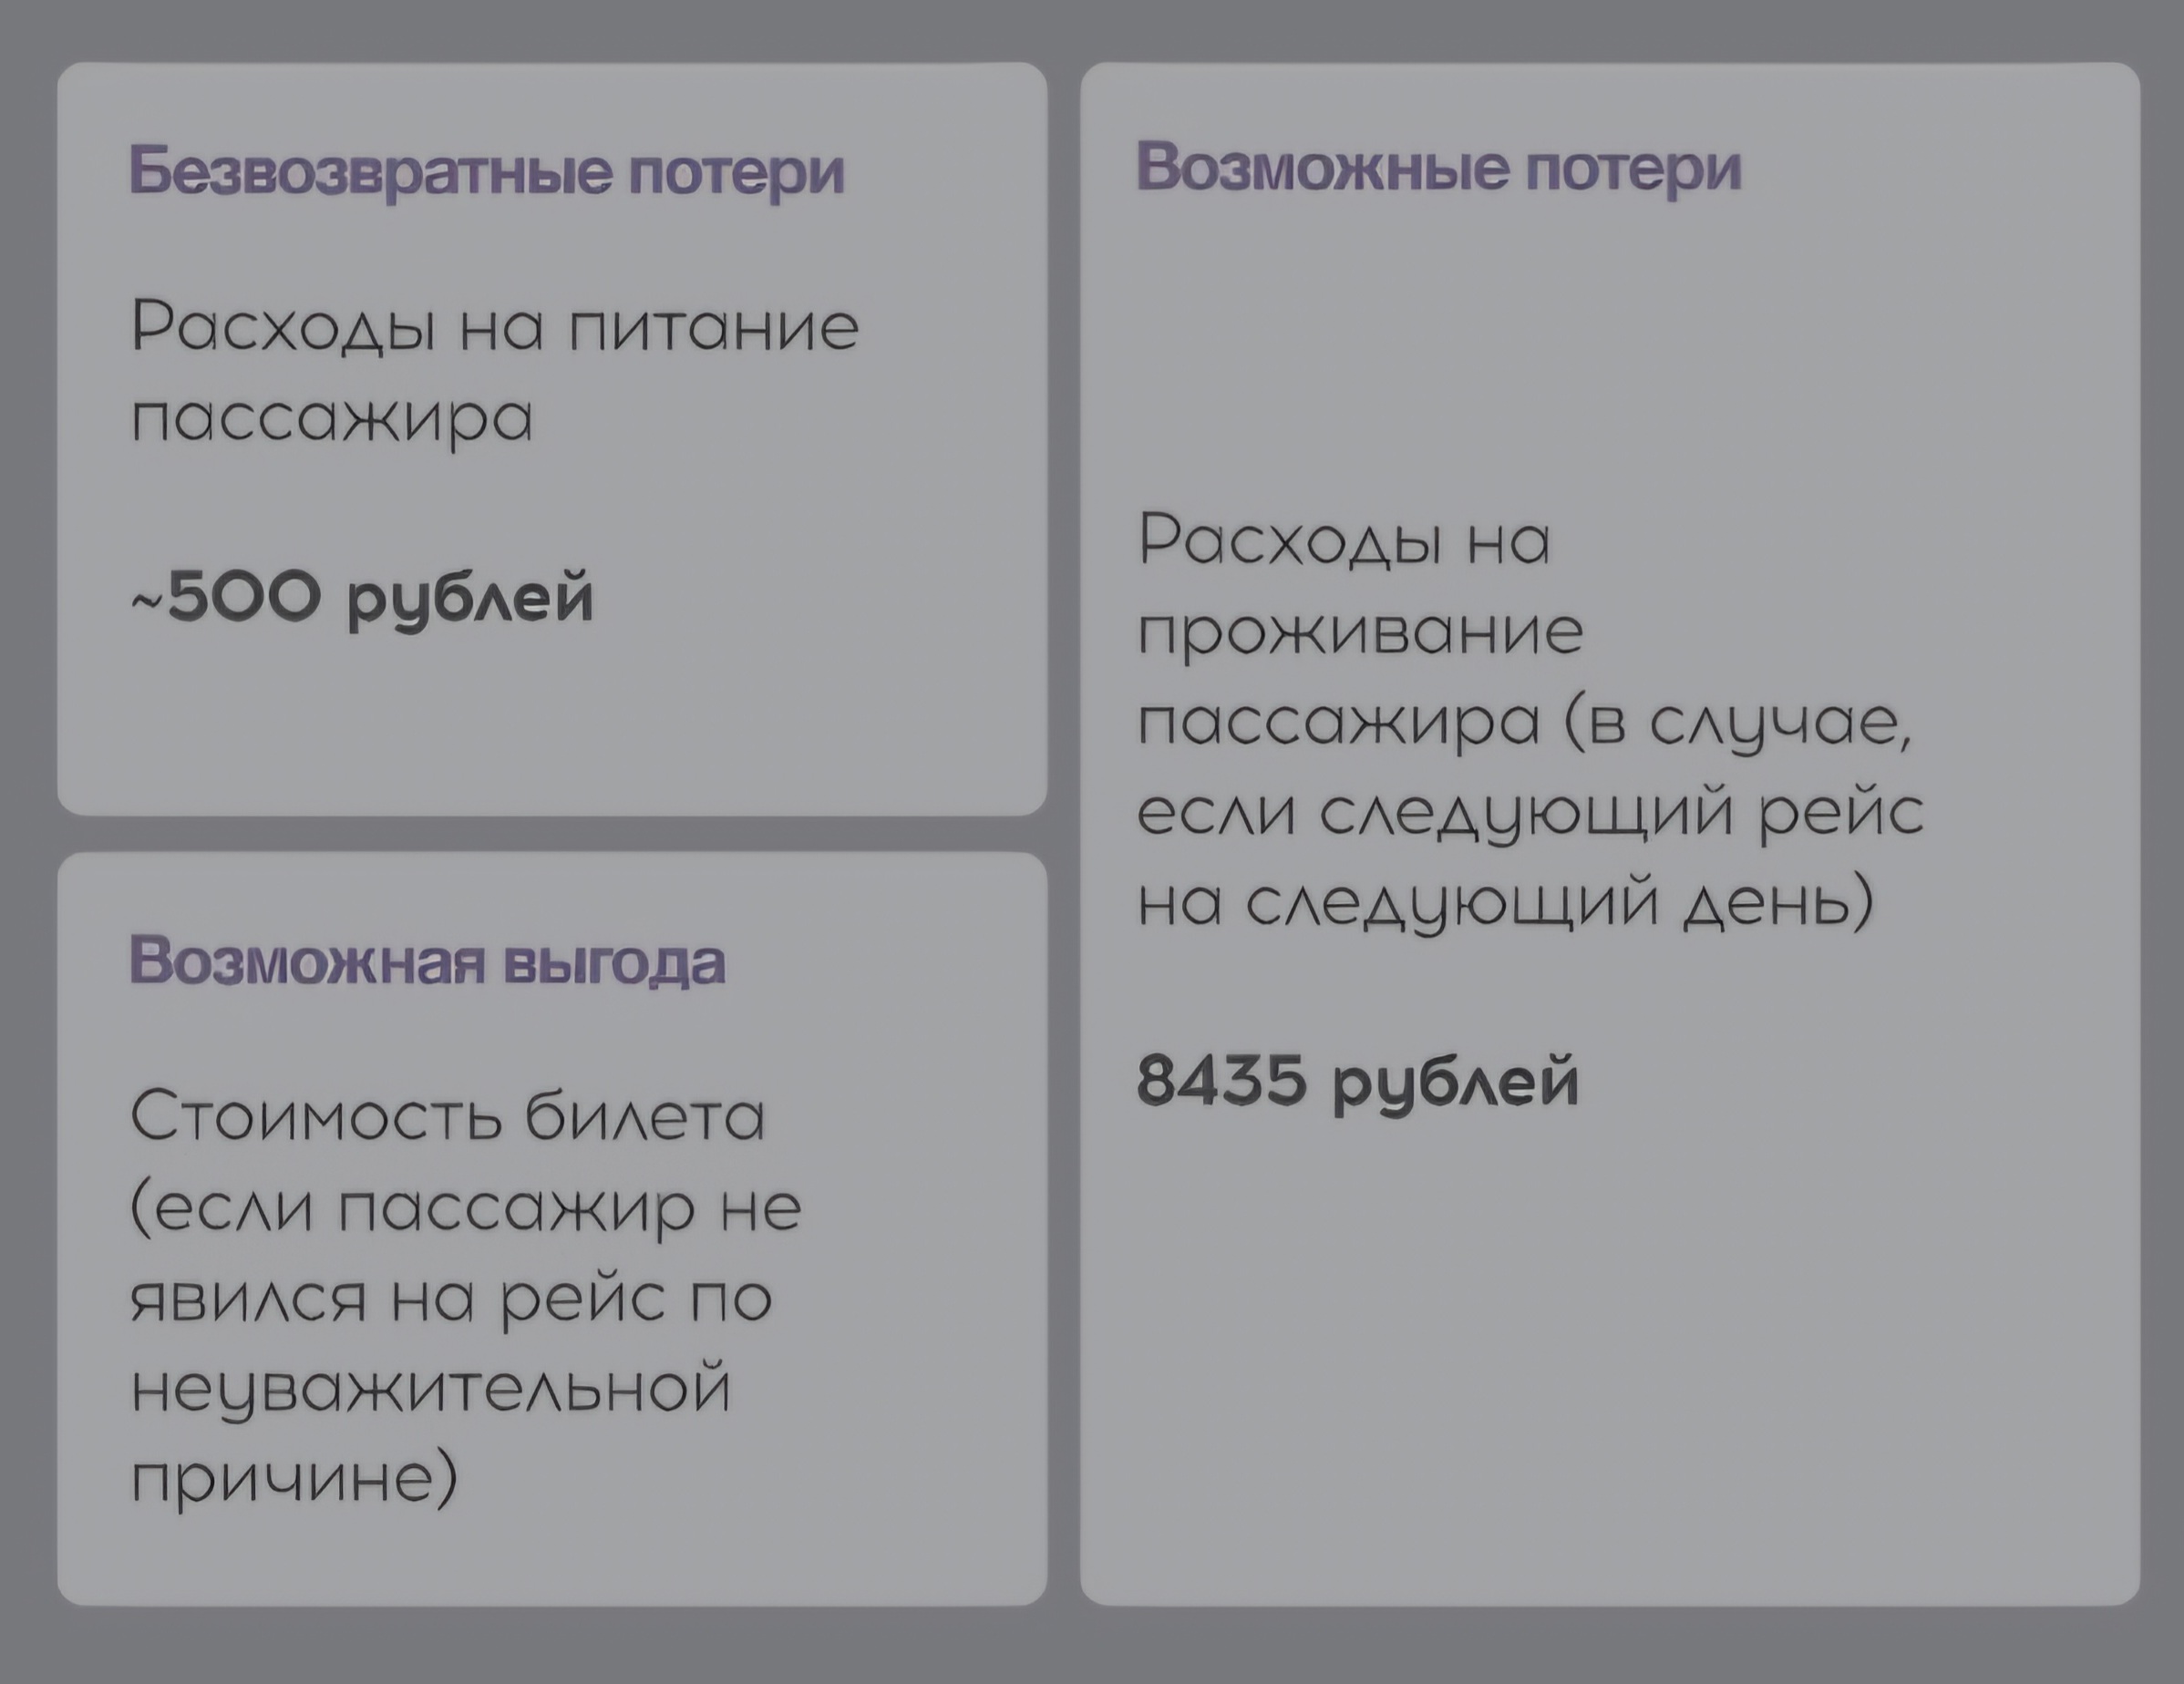 Безвозвратные потери
Расходы на питание
пассажира
~500 рублей
Возможная выгода
Стоимость билета
(если пассажир не
явился на рейс по
неуважительной
причине)
Возможные потери
Расходы на
проживание
пассажира (в случае,
если следующий рейс
на следующий день)
8435 рублей